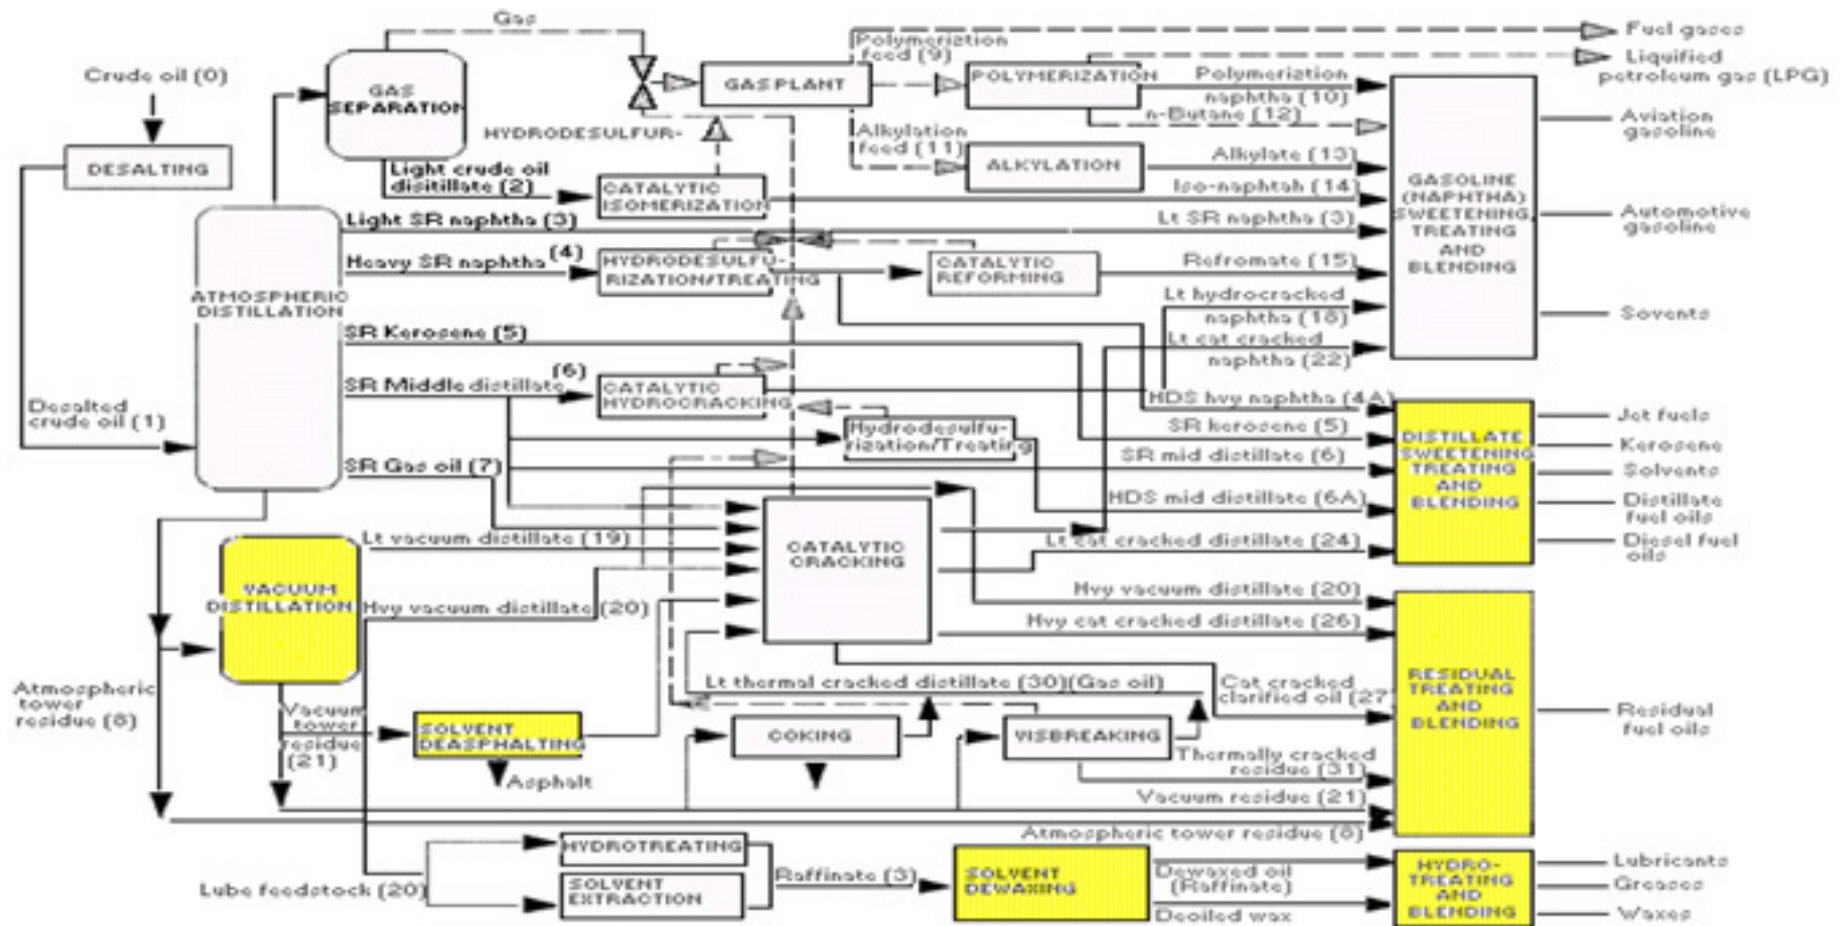 Gas
Fuel gases
Polymeriztion
feed (9)
Liquified
petroleum gas (LPG)
Crude oil (0)
GAS
SEPARATION
GASPLANT
POLYMERIZATION
Polymeriztion
naphtha (10)
n-Butane (12)
Aviation
gasoline
HYDRODESULFUR-
Alkylation
feed (11)
ALKYLATION
Alkylate (13)
DESALTING
Light crude oil
disitillate (2)
CATALYTIC
ISOMERIZATION
Iso-naphtah (14)
GASOLINE
(NAPHTHA)
SWEETENING
TREATING
AND
BLENDING
Light SR naphtha (3)
Lt SR naphtha (3)
Automotive
gasoline
Heavy SR naphtha (4)
HYDRODESULFU-
RIZATION/TREATING
CATALYTIC
REFORMING
Refromate (15)
ATMOSPHERIC
DISTILLATION
Lt hydrocracked
naphtha (18)
Sovents
SR Kerosene (5)
Lt cat cracked
naphtha (22)
SR Middle distillate (6)
CATALYTIC
HYDROCRACKING
HDS hvy naphtha (4A)
Jet fuels
Desalted
crude oil (1)
Hydrodesulfu-
rization/Treating
SR kerosene (5)
DISTILLATE
SWEETENING
TREATING
AND
BLENDING
Kerosene
SR Gas oil (7)
SR mid distillate (6)
Solvents
HDS mid distillate (6A)
Distillate
fuel oils
Lt vacuum distillate (19)
CATALYTIC
CRACKING
Lt cat cracked distillate (24)
Diesel fuel
oils
VACUUM
DISTILLATION
Hvy vacuum distillate (20)
Hvy vacuum distillate (20)
Hvy cat cracked distillate (26)
RESIDUAL
TREATING
AND
BLENDING
Atmospheric
tower
residue (8)
Lt thermal cracked distillate (30)(Gas oil)
Cat cracked
clarified oil (27
Vacuum
tower
residue
(21)
SOLVENT
DEASPHALTING
COKING
VISBREAKING
Residual
fuel oils
Asphalt
Thermally cracked
residue (31)
Vacuum residue (21)
Atmospheric tower residue (8)
HYDROTREATING
Lube feedstock (20)
SOLVENT
EXTRACTION
Raffinate (3)
SOLVENT
DEWAXING
Dewaxed oil
(Raffinate)
Deoiled wax
HYDRO-
TREATING
AND
BLENDING
Lubricants
Greases
Waxes